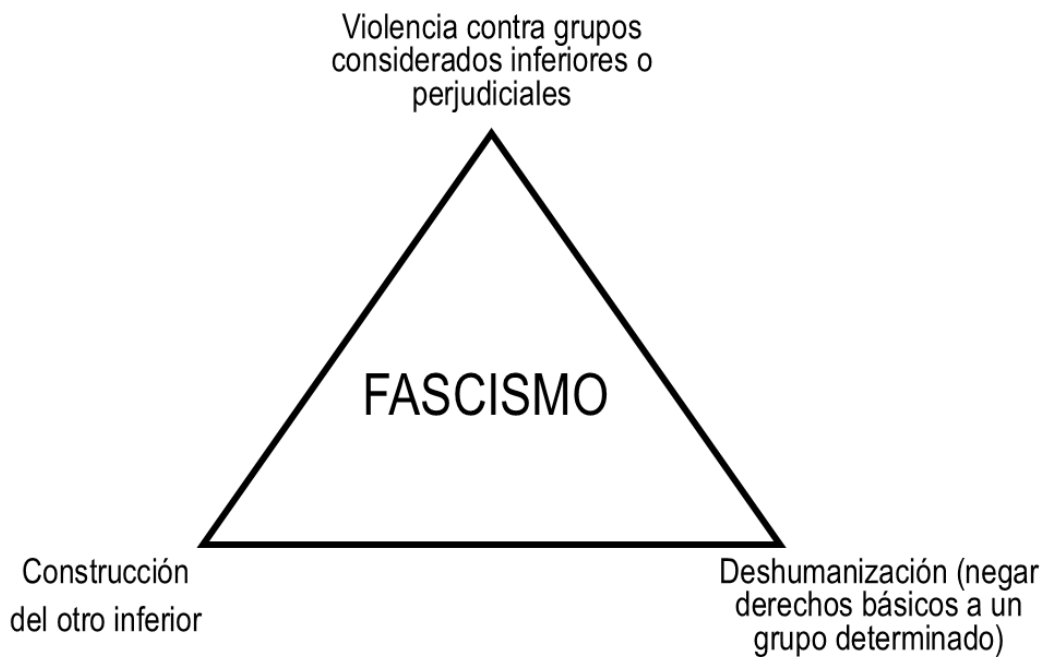 Violencia contra grupos
considerados inferiores o
perjudiciales
FASCISMO
Construcción
del otro inferior
Deshumanización (negar
derechos básicos a un
grupo determinado)